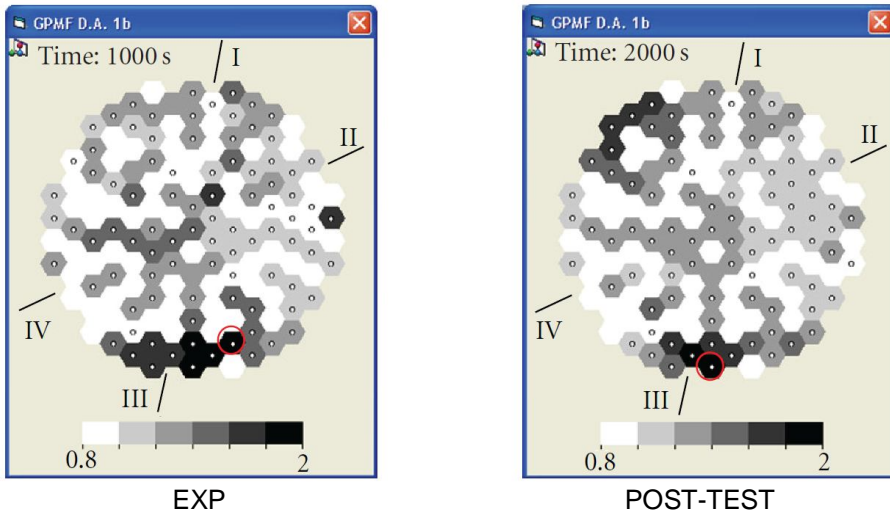 GPMF D.A. 1b
Time: 1000 s
I
II
III
IV
0.8 2
EXP
GPMF D.A. 1b
Time: 2000 s
I
II
III
IV
0.8 2
POST-TEST